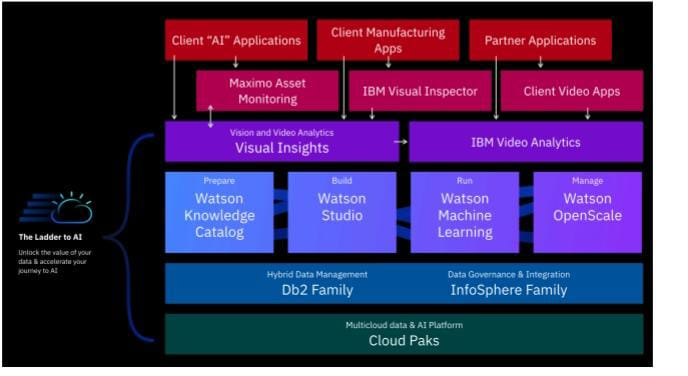 Client “AI” Applications
Client Manufacturing
Apps
Partner Applications
Maximo Asset
Monitoring
IBM Visual Inspector
Client Video Apps
Vision and Video Analytics
Visual Insights
IBM Video Analytics
Prepare
Watson
Knowledge
Catalog
Build
Watson
Studio
Run
Watson
Machine
Learning
Manage
Watson
OpenScale
The Ladder to AI
Unlock the value of your
data & accelerate your
journey to AI
Hybrid Data Management
Db2 Family
Data Governance & Integration
InfoSphere Family
Multicloud data & AI Platform
Cloud Paks